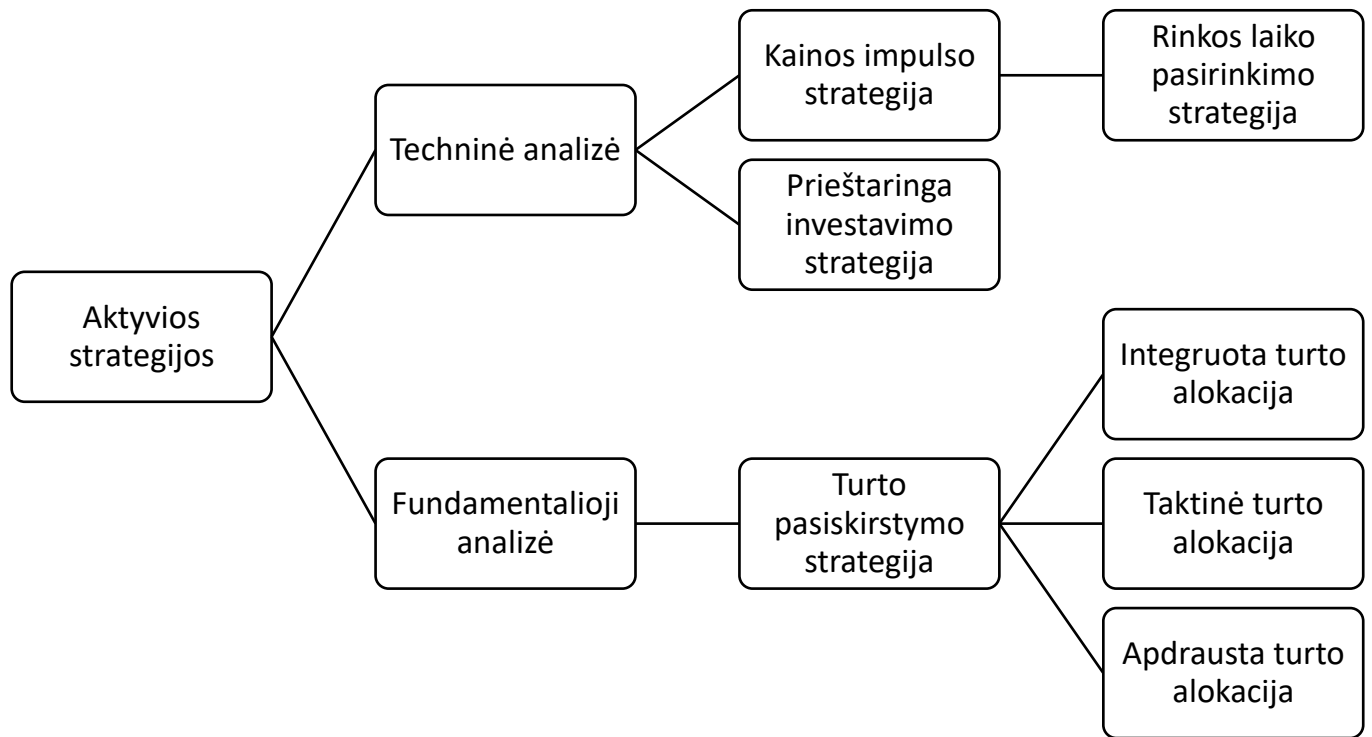 Aktyvios
strategijos
Techninė analizė
Kainos impulso
strategija
Rinkos laiko
pasirinkimo
strategija
Prieštaringa
investavimo
strategija
Fundamentalioji
analizė
Turto
pasiskirstymo
strategija
Integruota turto
alokacija
Taktinė turto
alokacija
Apdrausta turto
alokacija